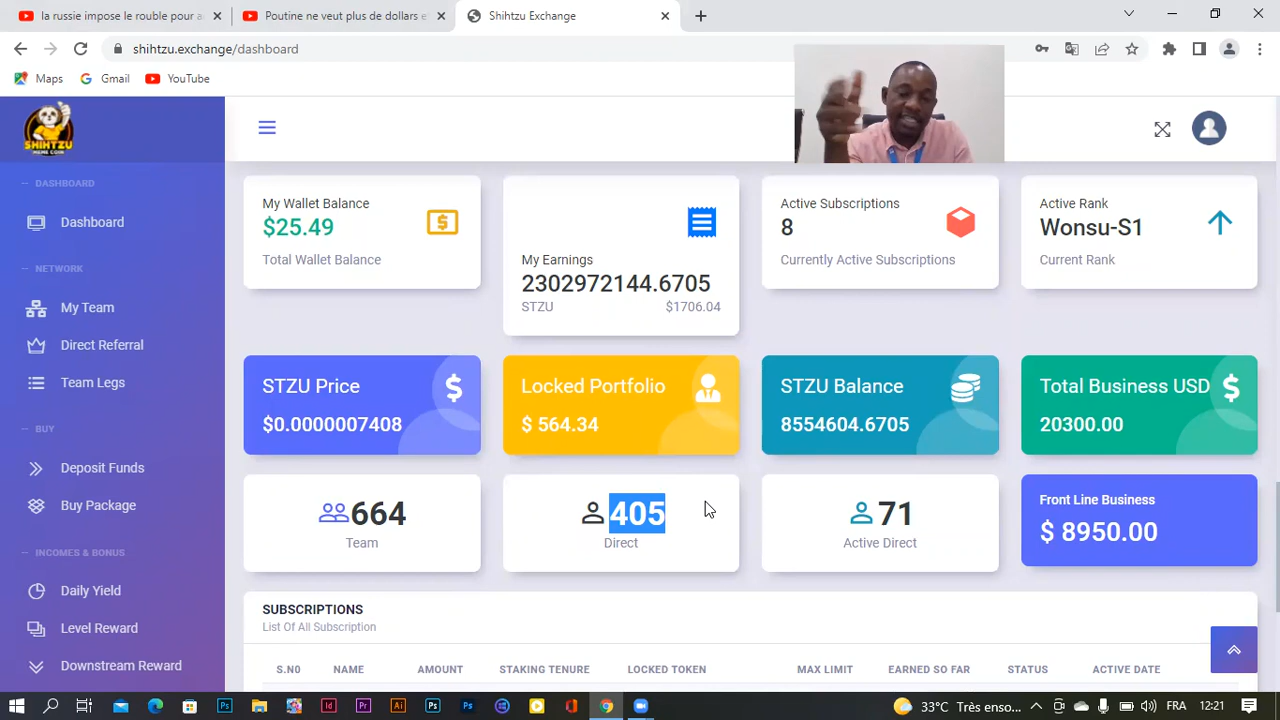 la russie impose le rouble pour a
Poutine ne veut plus de dollars e
Shihtzu Exchange
shihtzu.exchange/dashboard
Maps
Gmail
YouTube
SHIHTZU
MEME COIN
DASHBOARD
Dashboard
NETWORK
My Team
Direct Referral
Team Legs
BUY
Deposit Funds
Buy Package
INCOMES & BONUS
Daily Yield
Level Reward
Downstream Reward
My Wallet Balance
$25.49
Total Wallet Balance
My Earnings
2302972144.6705
STZU $1706.04
Active Subscriptions
8
Currently Active Subscriptions
Active Rank
Wonsu-S1
Current Rank
STZU Price
$0.0000007408
Locked Portfolio
$ 564.34
STZU Balance
8554604.6705
Total Business USD
20300.00
664
Team
405
Direct
71
Active Direct
Front Line Business
$ 8950.00
SUBSCRIPTIONS
List Of All Subscription
S.N0 NAME AMOUNT STAKING TENURE LOCKED TOKEN MAX LIMIT EARNED SO FAR STATUS ACTIVE DATE
33°C Très enso... FRA 12:21